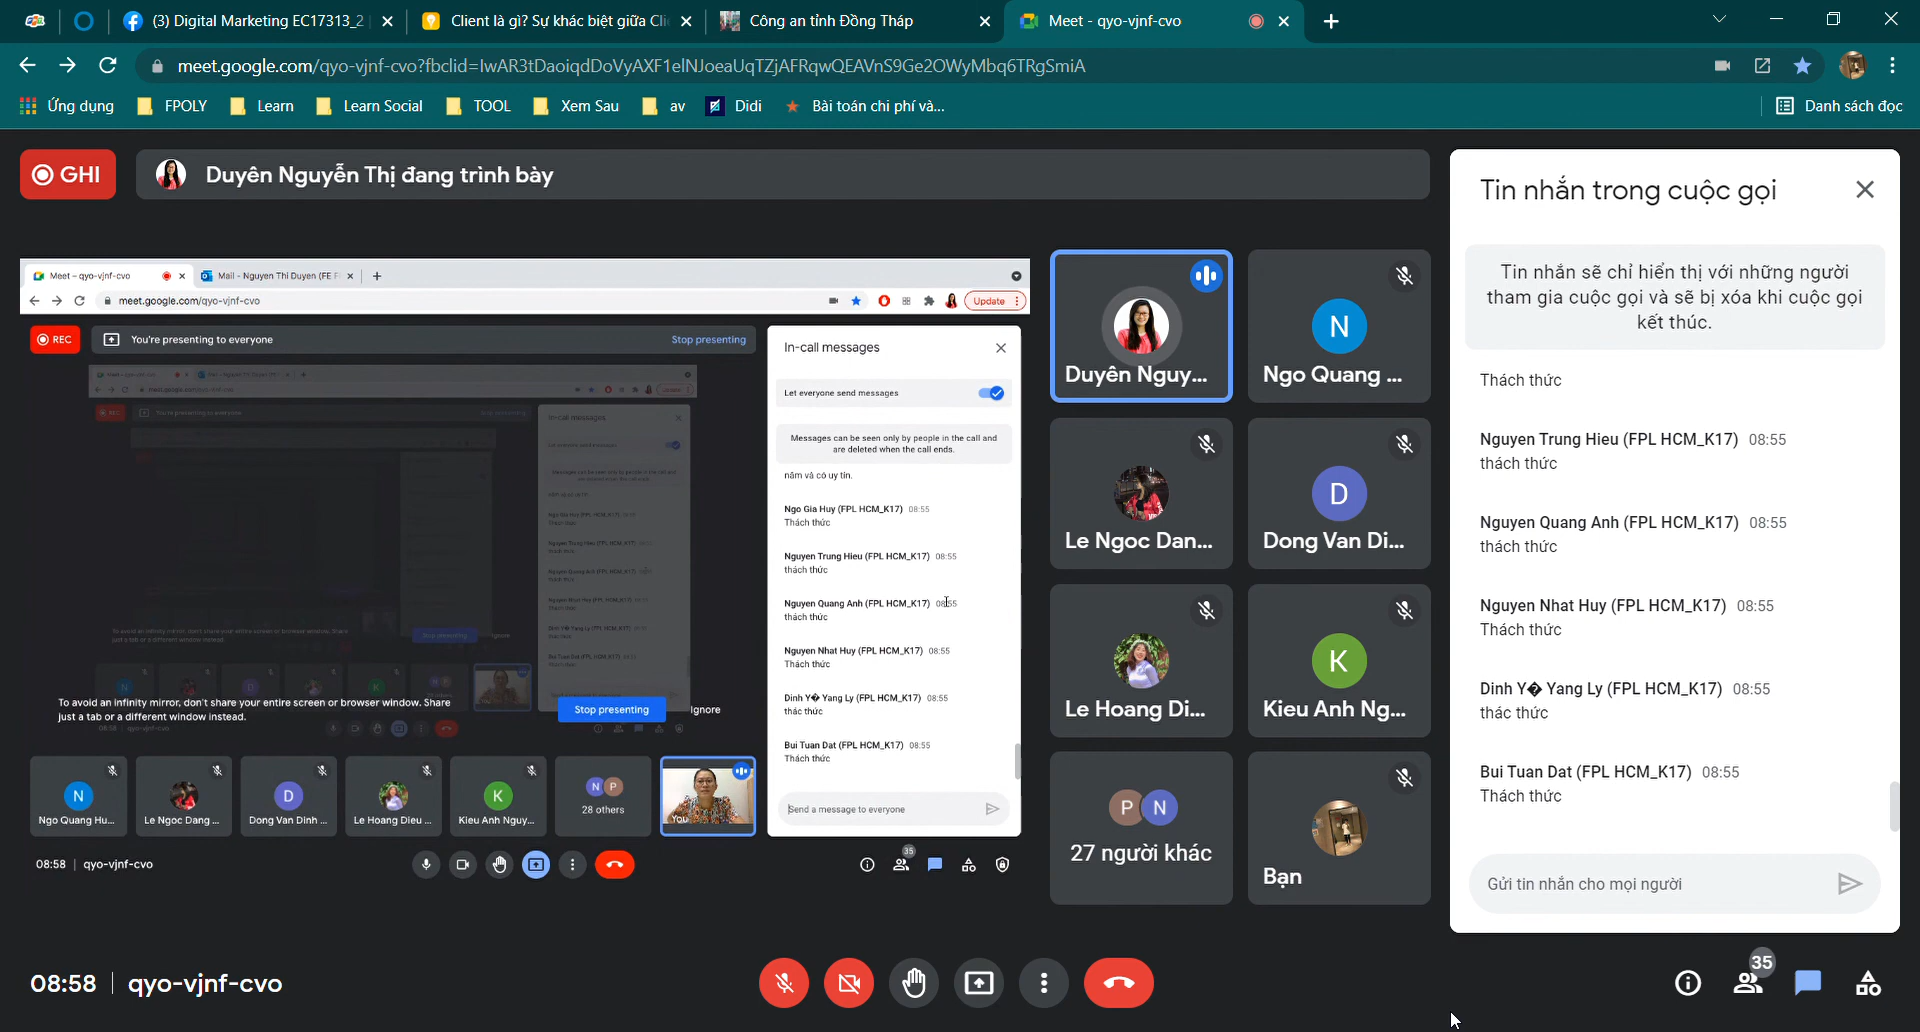 (3) Digital Marketing EC17313_2
Client là gì? Sự khác biệt giữa Cli
Công an tỉnh Đồng Tháp
Meet - qyo-vjnf-cvo
meet.google.com/qyo-vjnf-cvo?fbclid=IwAR3tDaoiqdDoVyAXF1elNJoeaUqTZjAFRqwQEAVnS9Ge2OWyMbq6TRgSmiA
Ứng dụng
FPOLY
Learn
Learn Social
TOOL
Xem Sau
av
Didi
Bài toán chi phí và...
Danh sách đọc
GHI
Duyên Nguyễn Thị đang trình bày
Meet – qyo-vjnf-cvo
Mail - Nguyen Thi Duyen (FE F
meet.google.com/qyo-vjnf-cvo
Update
REC
You're presenting to everyone
Stop presenting
In-call messages
Let everyone send messages
Messages can be seen only by people in the call and
are deleted when the call ends.
năm và có uy tín.
Ngo Gia Huy (FPL HCM_K17) 08:55
Thách thức
Nguyen Trung Hieu (FPL HCM_K17) 08:55
thách thức
Nguyen Quang Anh (FPL HCM_K17) 08:55
thách thức
Nguyen Nhat Huy (FPL HCM_K17) 08:55
Thách thức
Dinh Y� Yang Ly (FPL HCM_K17) 08:55
thác thức
Bui Tuan Dat (FPL HCM_K17) 08:55
Thách thức
Send a message to everyone
To avoid an infinity mirror, don't share your entire screen or browser window. Share
just a tab or a different window instead.
Stop presenting
Ignore
Ngo Quang Hu...
Le Ngoc Dang ...
Dong Van Dinh ...
Le Hoang Dieu ...
Kieu Anh Nguy...
N P
28 others
You
08:58 | qyo-vjnf-cvo
35
Duyên Nguy...
N
Ngo Quang ...
Le Ngoc Dan...
D
Dong Van Di...
Le Hoang Di...
K
Kieu Anh Ng...
P N
27 người khác
Bạn
Tin nhắn trong cuộc gọi
Tin nhắn sẽ chỉ hiển thị với những người
tham gia cuộc gọi và sẽ bị xóa khi cuộc gọi
kết thúc.
Thách thức
Nguyen Trung Hieu (FPL HCM_K17) 08:55
thách thức
Nguyen Quang Anh (FPL HCM_K17) 08:55
thách thức
Nguyen Nhat Huy (FPL HCM_K17) 08:55
Thách thức
Dinh Y� Yang Ly (FPL HCM_K17) 08:55
thác thức
Bui Tuan Dat (FPL HCM_K17) 08:55
Thách thức
Gửi tin nhắn cho mọi người
08:58 | qyo-vjnf-cvo
35